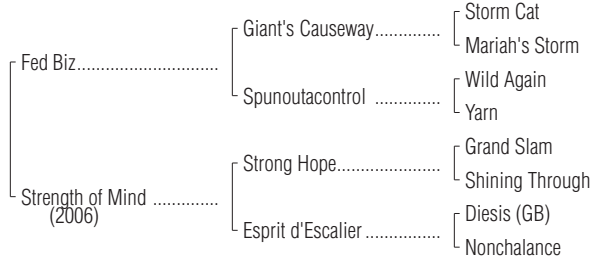 Storm Cat
Giant's Causeway..............
Mariah's Storm
Fed Biz.............................
Wild Again
Spunoutacontrol ..............
Yarn
Grand Slam
Strong Hope......................
Shining Through
Strength of Mind ..............
(2006)
Diesis (GB)
Esprit d'Escalier ................
Nonchalance